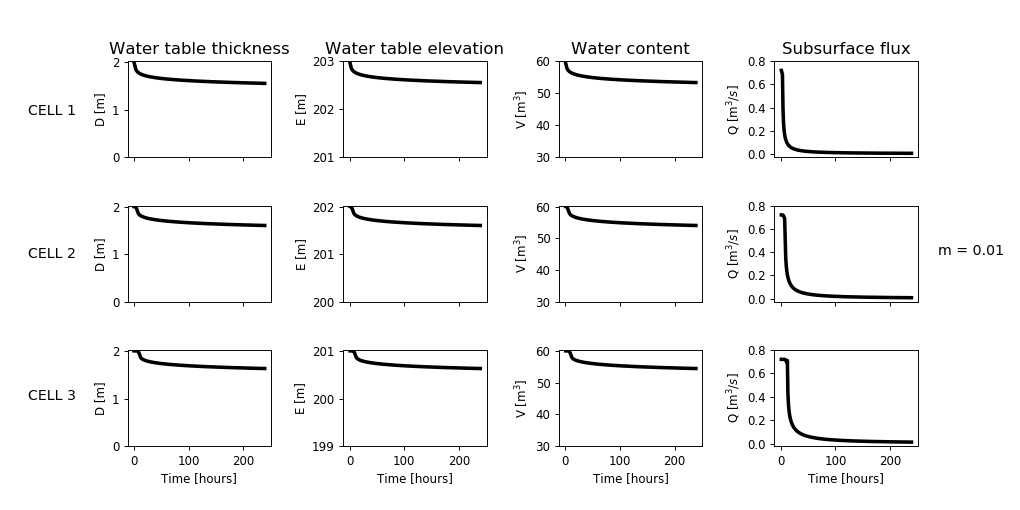 Water table thickness Water table elevation Water content Subsurface flux
CELL 1
D [m]
2
1
0
E [m]
203
202
201
V [m³]
60
50
40
30
Q [m³/s]
0.8
0.6
0.4
0.2
0.0
CELL 2
D [m]
2
1
0
E [m]
202
201
200
V [m³]
60
50
40
30
Q [m³/s]
0.8
0.6
0.4
0.2
0.0
m = 0.01
CELL 3
D [m]
2
1
0
E [m]
201
200
199
V [m³]
60
50
40
30
Q [m³/s]
0.8
0.6
0.4
0.2
0.0
0 100 200 0 100 200 0 100 200 0 100 200
Time [hours] Time [hours] Time [hours] Time [hours]